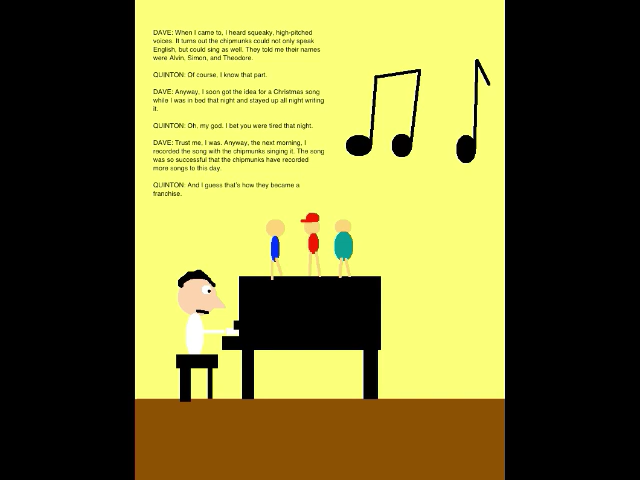 DAVE: When I came to, I heard squeaky, high-pitched
voices. It turns out the chipmunks could not only speak
English, but could sing as well. They told me their names
were Alvin, Simon, and Theodore.
QUINTON: Of course, I know that part.
DAVE: Anyway, I soon got the idea for a Christmas song
while I was in bed that night and stayed up all night writing
it.
QUINTON: Oh, my god. I bet you were tired that night.
DAVE: Trust me, I was. Anyway, the next morning, I
recorded the song with the chipmunks singing it. The song
was so successful that the chipmunks have recorded
more songs to this day.
QUINTON: And I guess that's how they became a
franchise.